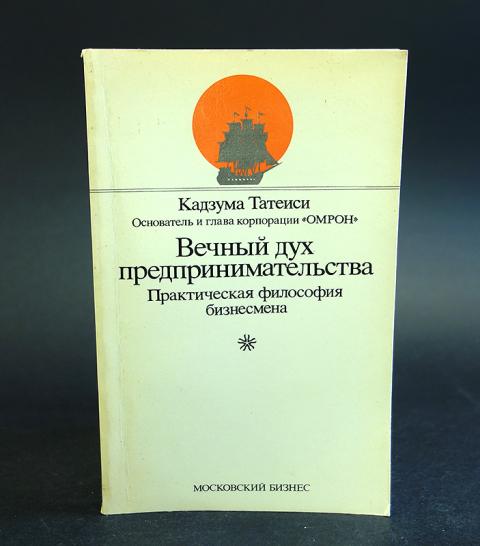 Кадзума Татеиси
Основатель и глава корпорации «ОМРОН»
Вечный дух
предпринимательства
Практическая философия
бизнесмена
МОСКОВСКИЙ БИЗНЕС